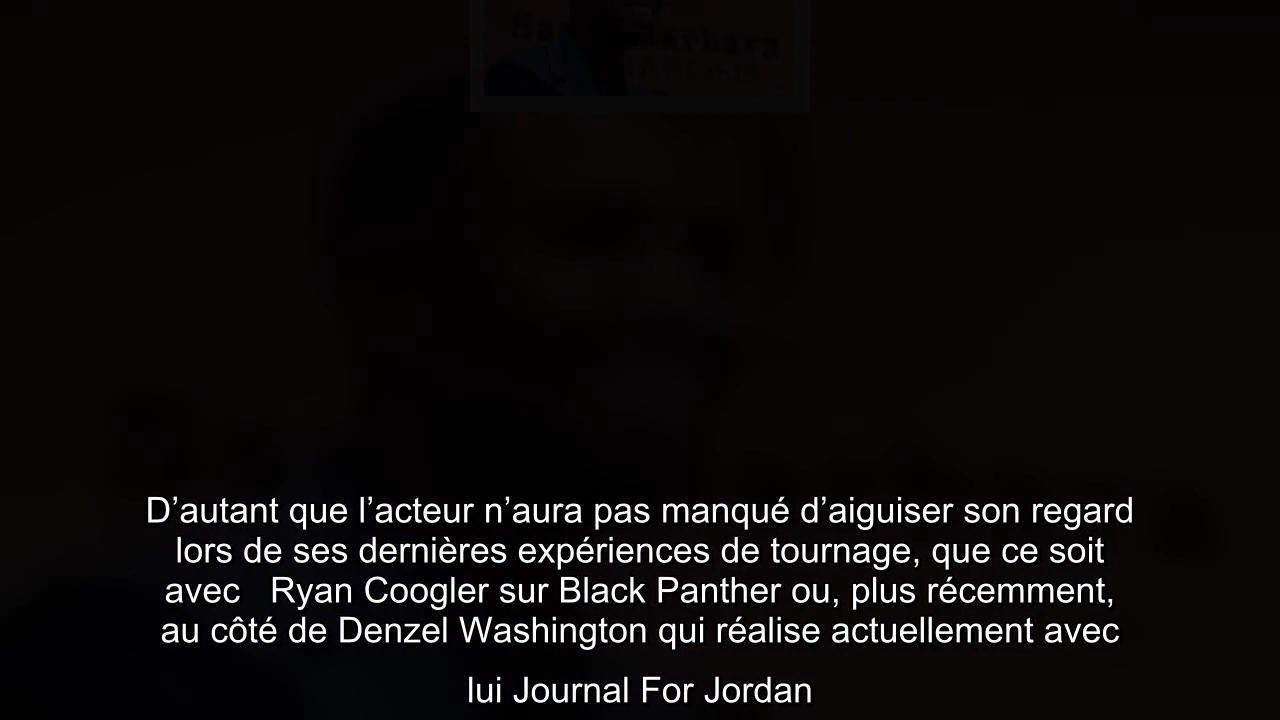 D’autant que l’acteur n’aura pas manqué d’aiguiser son regard
lors de ses dernières expériences de tournage, que ce soit
avec   Ryan Coogler sur Black Panther ou, plus récemment,
au côté de Denzel Washington qui réalise actuellement avec
lui Journal For Jordan